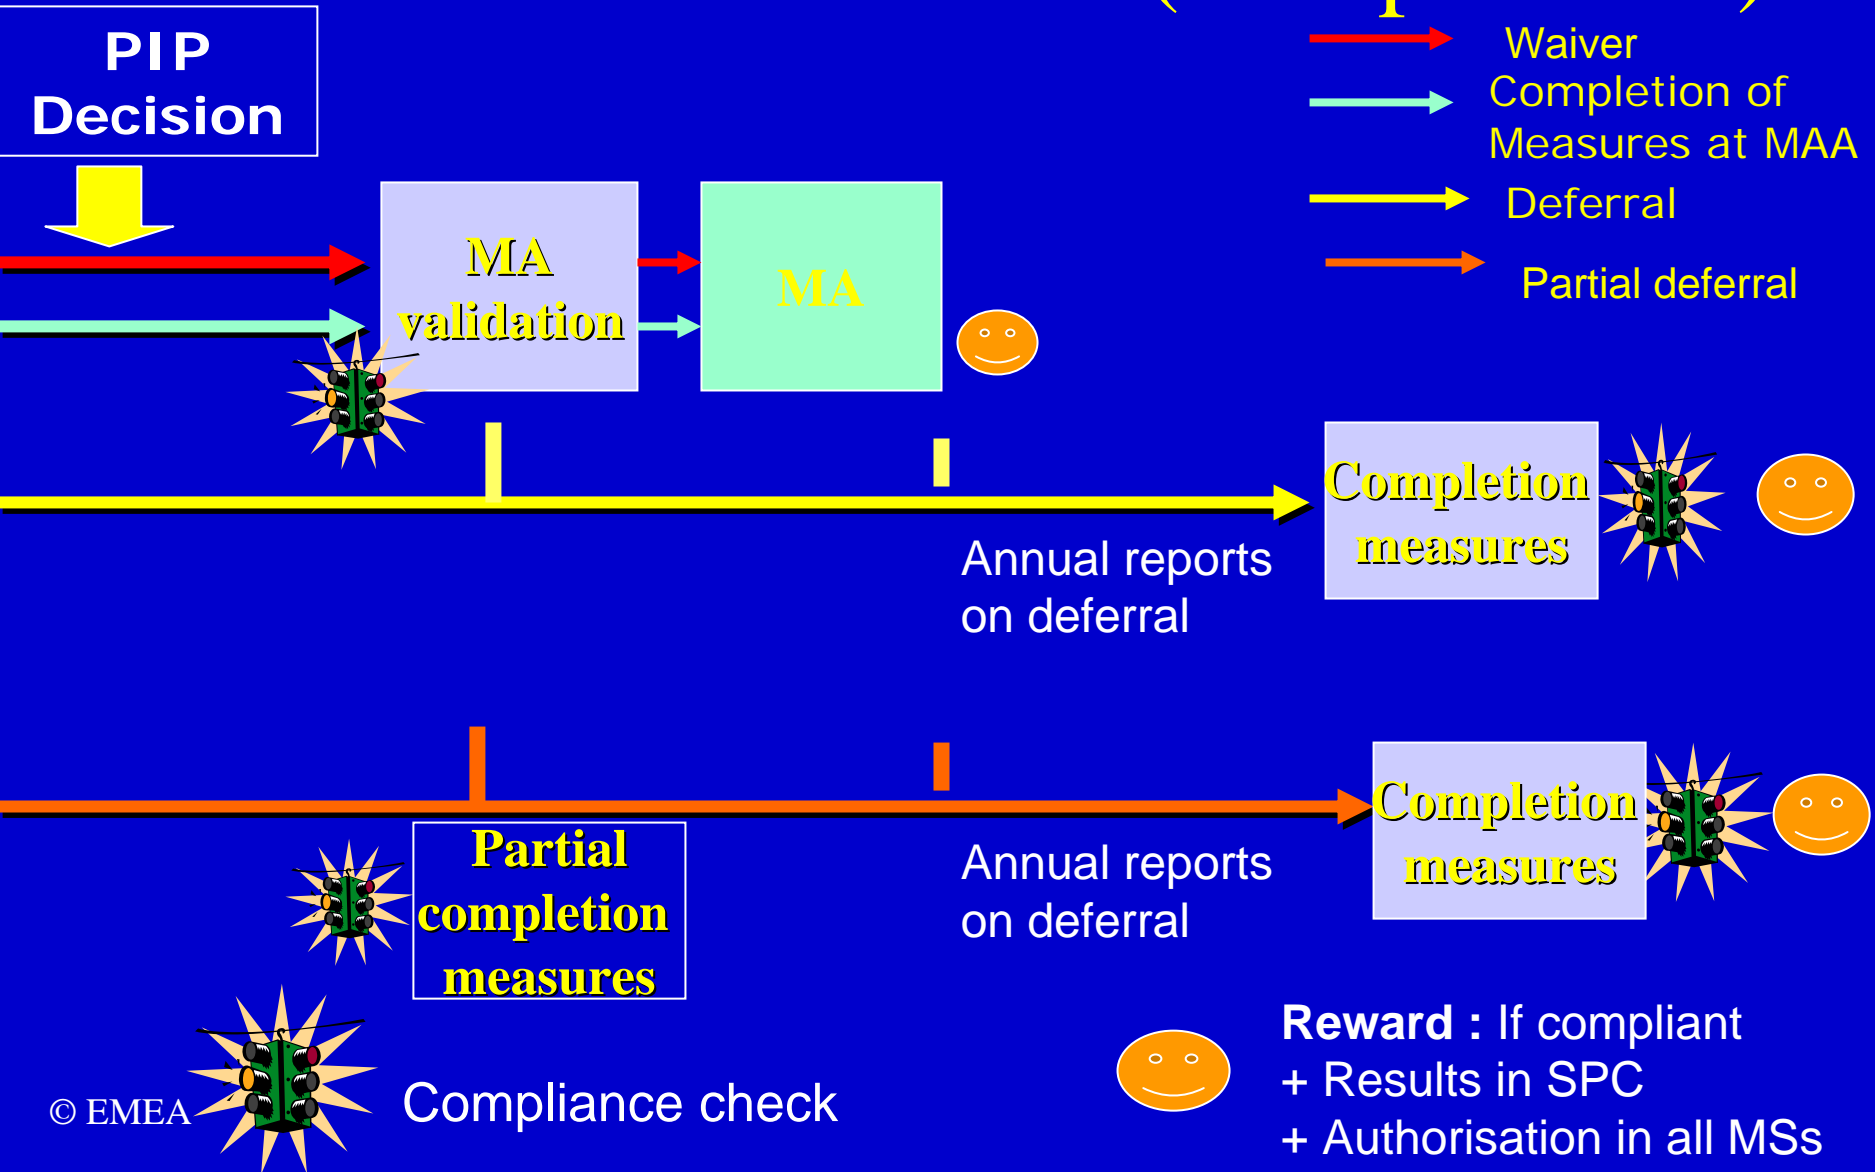 PIP
Decision
Waiver
Completion of
Measures at MAA
Deferral
Partial deferral
MA
validation
MA
Completion
measures
Annual reports
on deferral
Completion
measures
Partial
completion
measures
Annual reports
on deferral
Reward : If compliant
+ Results in SPC
+ Authorisation in all MSs
Compliance check
© EMEA